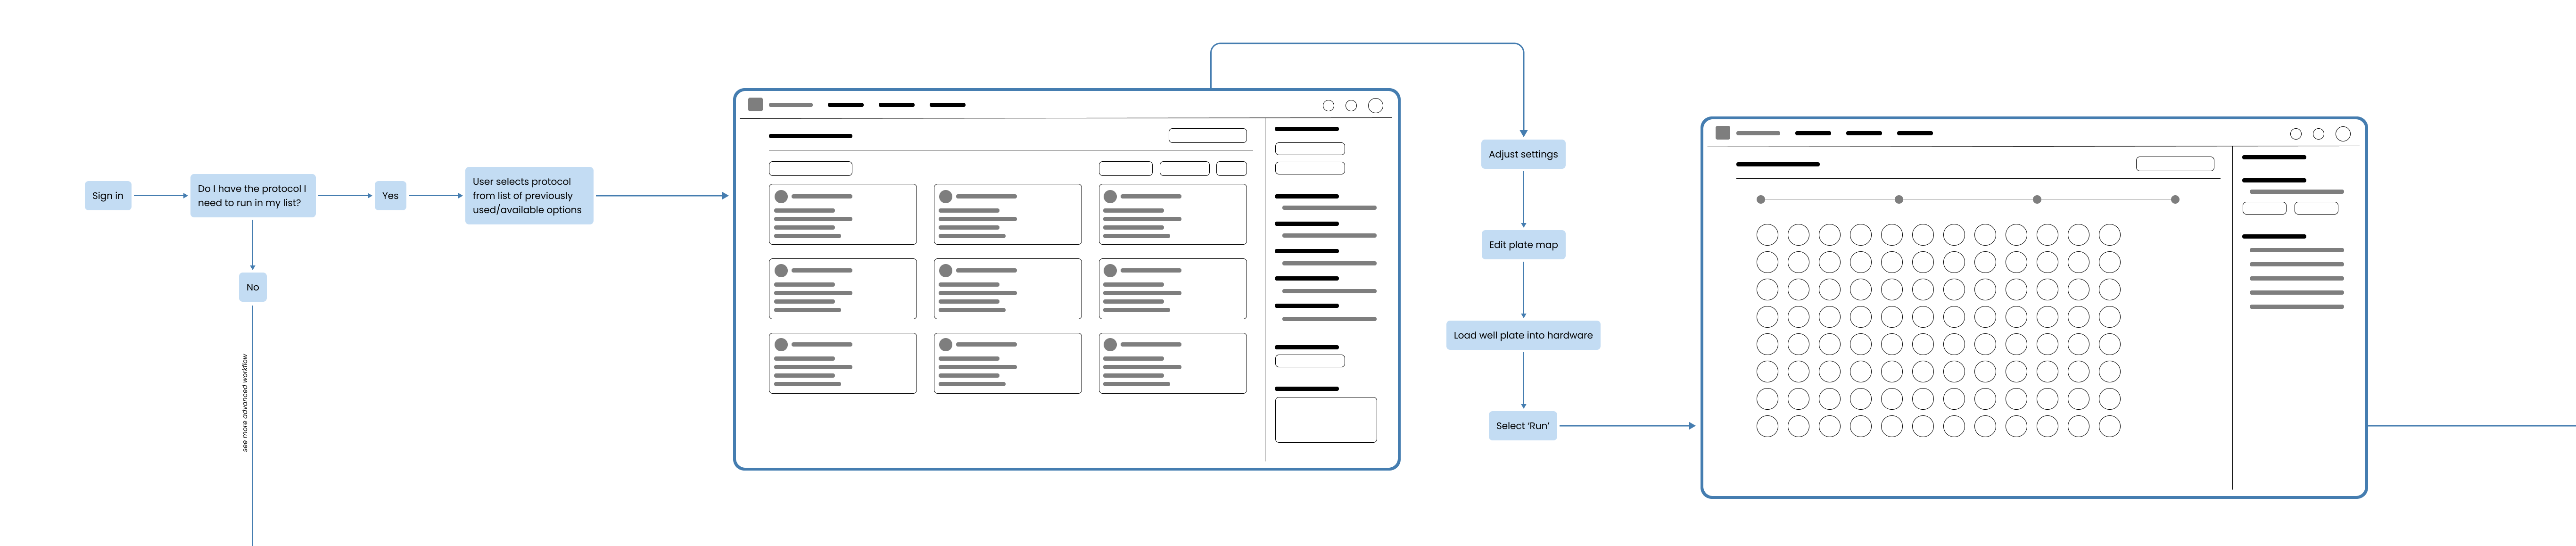 Sign in
Do I have the protocol I
need to run in my list?
Yes
User selects protocol
from list of previously
used/available options
No
see more advanced workflow
Adjust settings
Edit plate map
Load well plate into hardware
Select ‘Run’